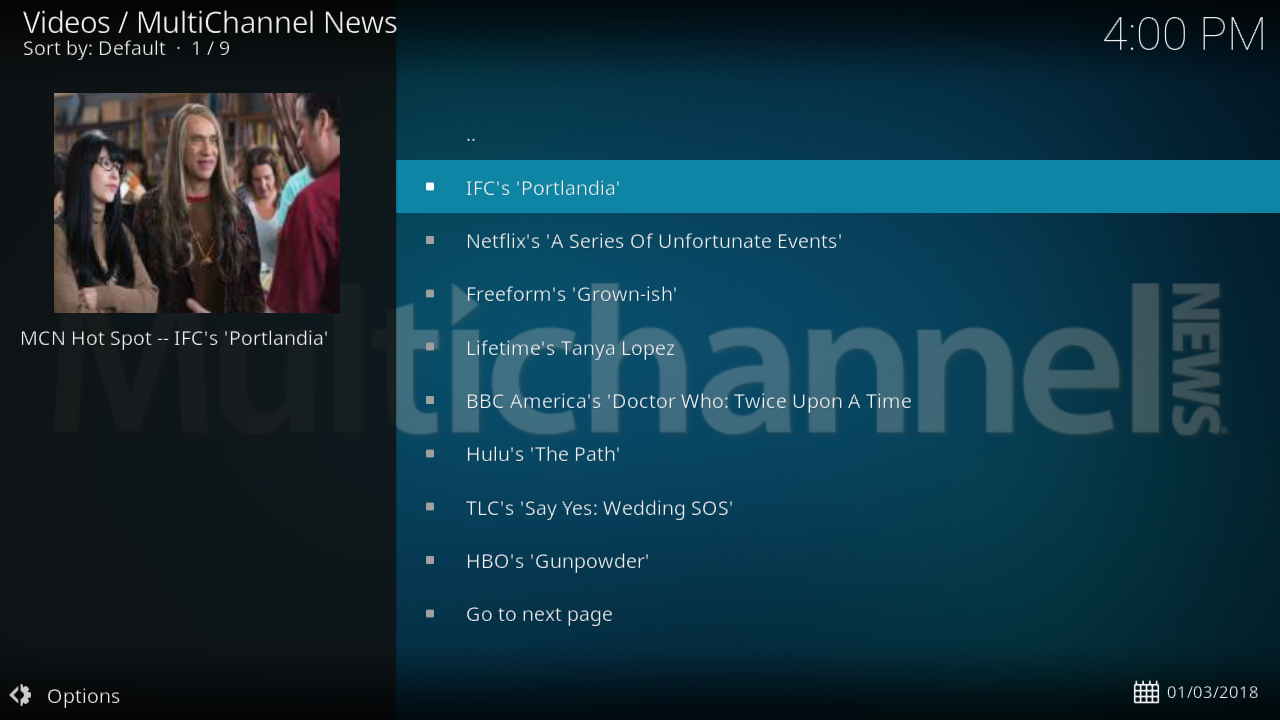 Videos / MultiChannel News
Sort by: Default · 1 / 9
4:00 PM
MCN Hot Spot -- IFC's 'Portlandia'
..
IFC's 'Portlandia'
Netflix's 'A Series Of Unfortunate Events'
Freeform's 'Grown-ish'
Lifetime's Tanya Lopez
BBC America's 'Doctor Who: Twice Upon A Time
Hulu's 'The Path'
TLC's 'Say Yes: Wedding SOS'
HBO's 'Gunpowder'
Go to next page
Multichannel
NEWS
Options
01/03/2018